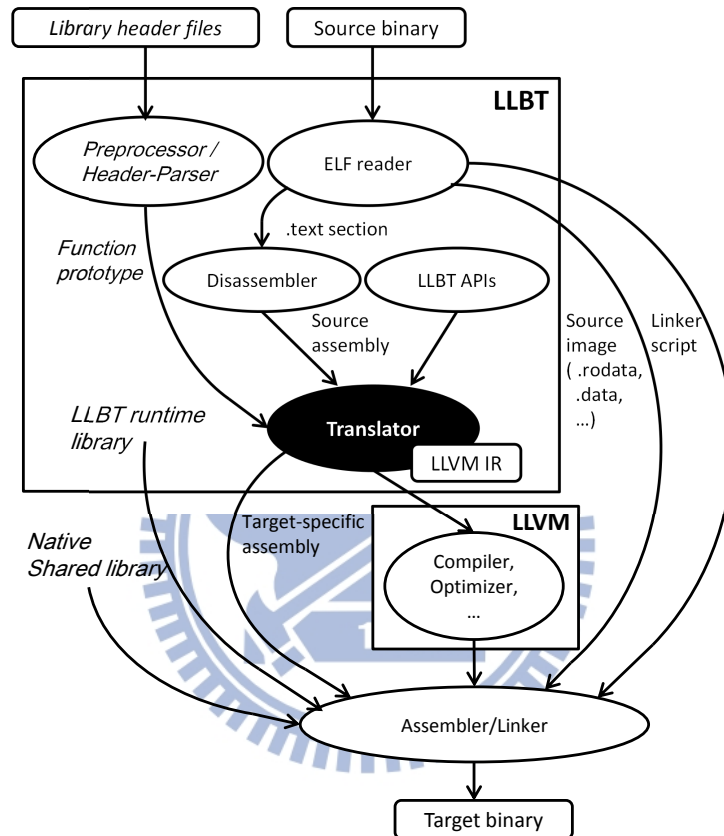 Library header files
Source binary
LLBT
Preprocessor /
Header-Parser
ELF reader
.text section
Function
prototype
Disassembler
LLBT APIs
Source
assembly
Source
image
( .rodata,
.data,
…)
Linker
script
LLBT runtime
library
Translator
LLVM IR
Native
Shared library
Target-specific
assembly
LLVM
Compiler,
Optimizer,
…
Assembler/Linker
Target binary